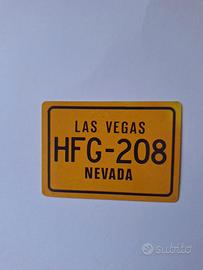 LAS VEGAS
HFG-208
NEVADA
subito